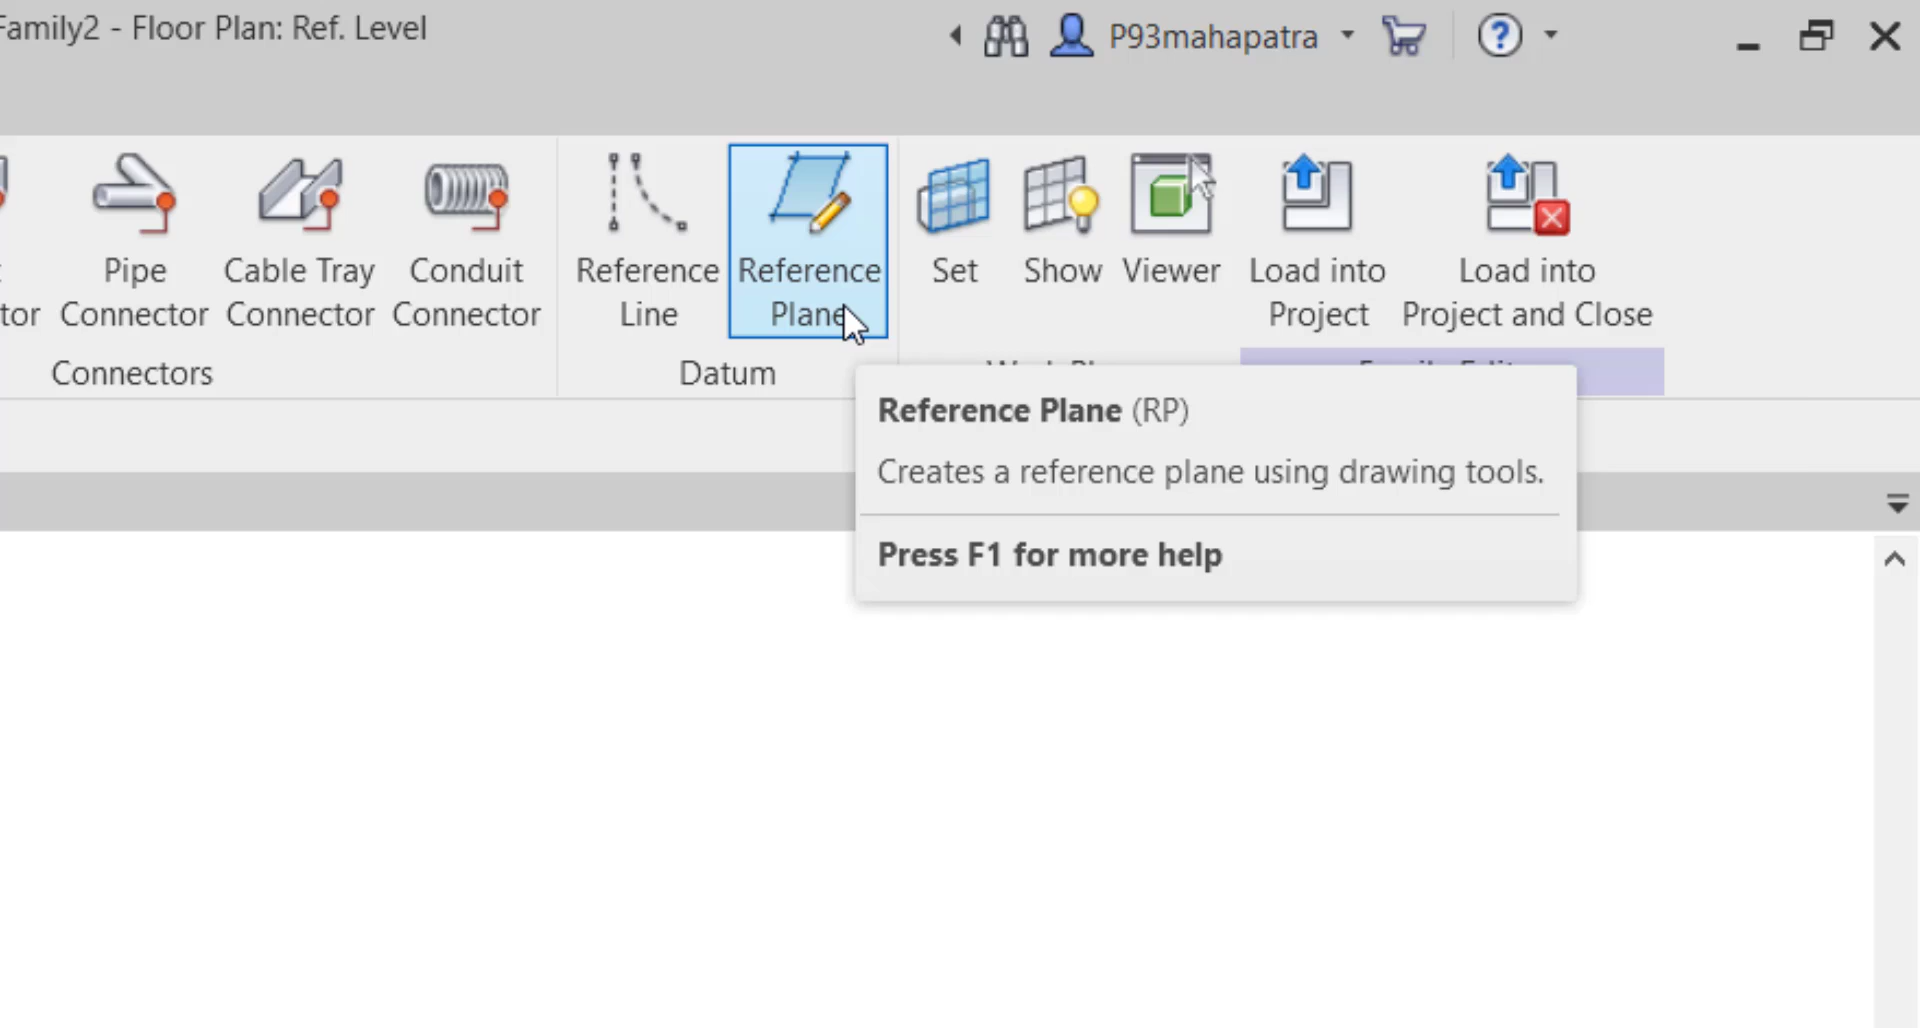 Family2 - Floor Plan: Ref. Level
P93mahapatra
Pipe Connector
Cable Tray Connector
Conduit Connector
Connectors
Reference Line
Reference Plane
Datum
Set
Show
Viewer
Load into Project
Load into Project and Close
Reference Plane (RP)
Creates a reference plane using drawing tools.
Press F1 for more help